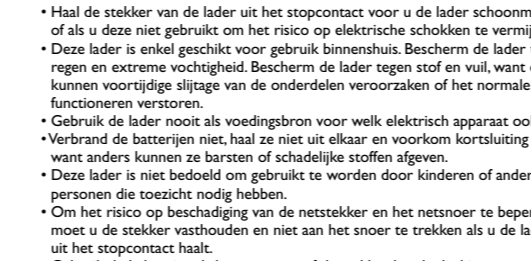 • Haal de stekker van de lader uit het stopcontact voor u de lader
of als u deze niet gebruikt om het risico op elektrische schokken te
• Deze lader is enkel geschikt voor gebruik binnenshuis. Bescherm de lader
regen en extreme vochtigheid. Bescherm de lader tegen stof en vuil, want
kunnen voortijdige slijtage van de onderdelen veroorzaken of het normale
functioneren verstoren.
• Gebruik de lader nooit als voedingsbron voor welk elektrisch apparaat
• Verbrand de batterijen niet, haal ze niet uit elkaar en voorkom kortsluiting
want anders kunnen ze barsten of schadelijke stoffen afgeven.
• Deze lader is niet bedoeld om gebruikt te worden door kinderen of
personen die toezicht nodig hebben.
• Om het risico op beschadiging van de netstekker en het netsnoer te
moet u de stekker vasthouden en niet aan het snoer te trekken als u de
uit het stopcontact haalt.